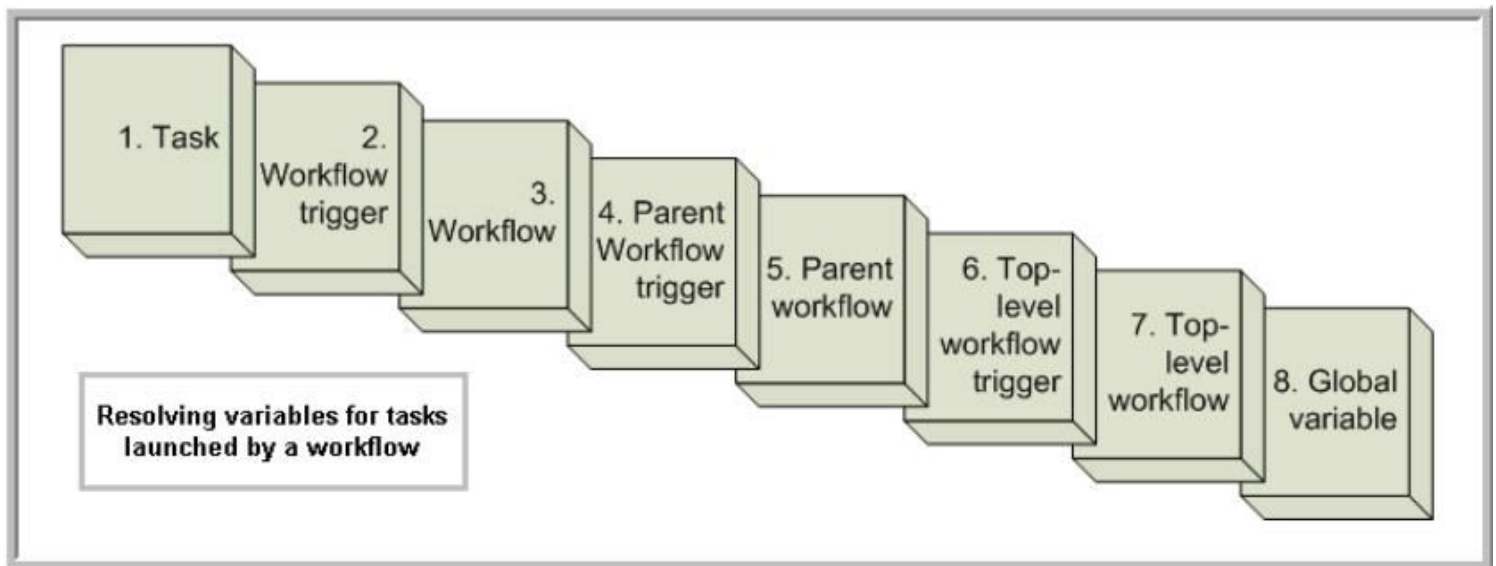 1. Task
2.
Workflow
trigger
3.
Workflow
4. Parent
Workflow
trigger
5. Parent
workflow
6. Top-
level
workflow
trigger
7. Top-
level
workflow
8. Global
variable
Resolving variables for tasks
launched by a workflow